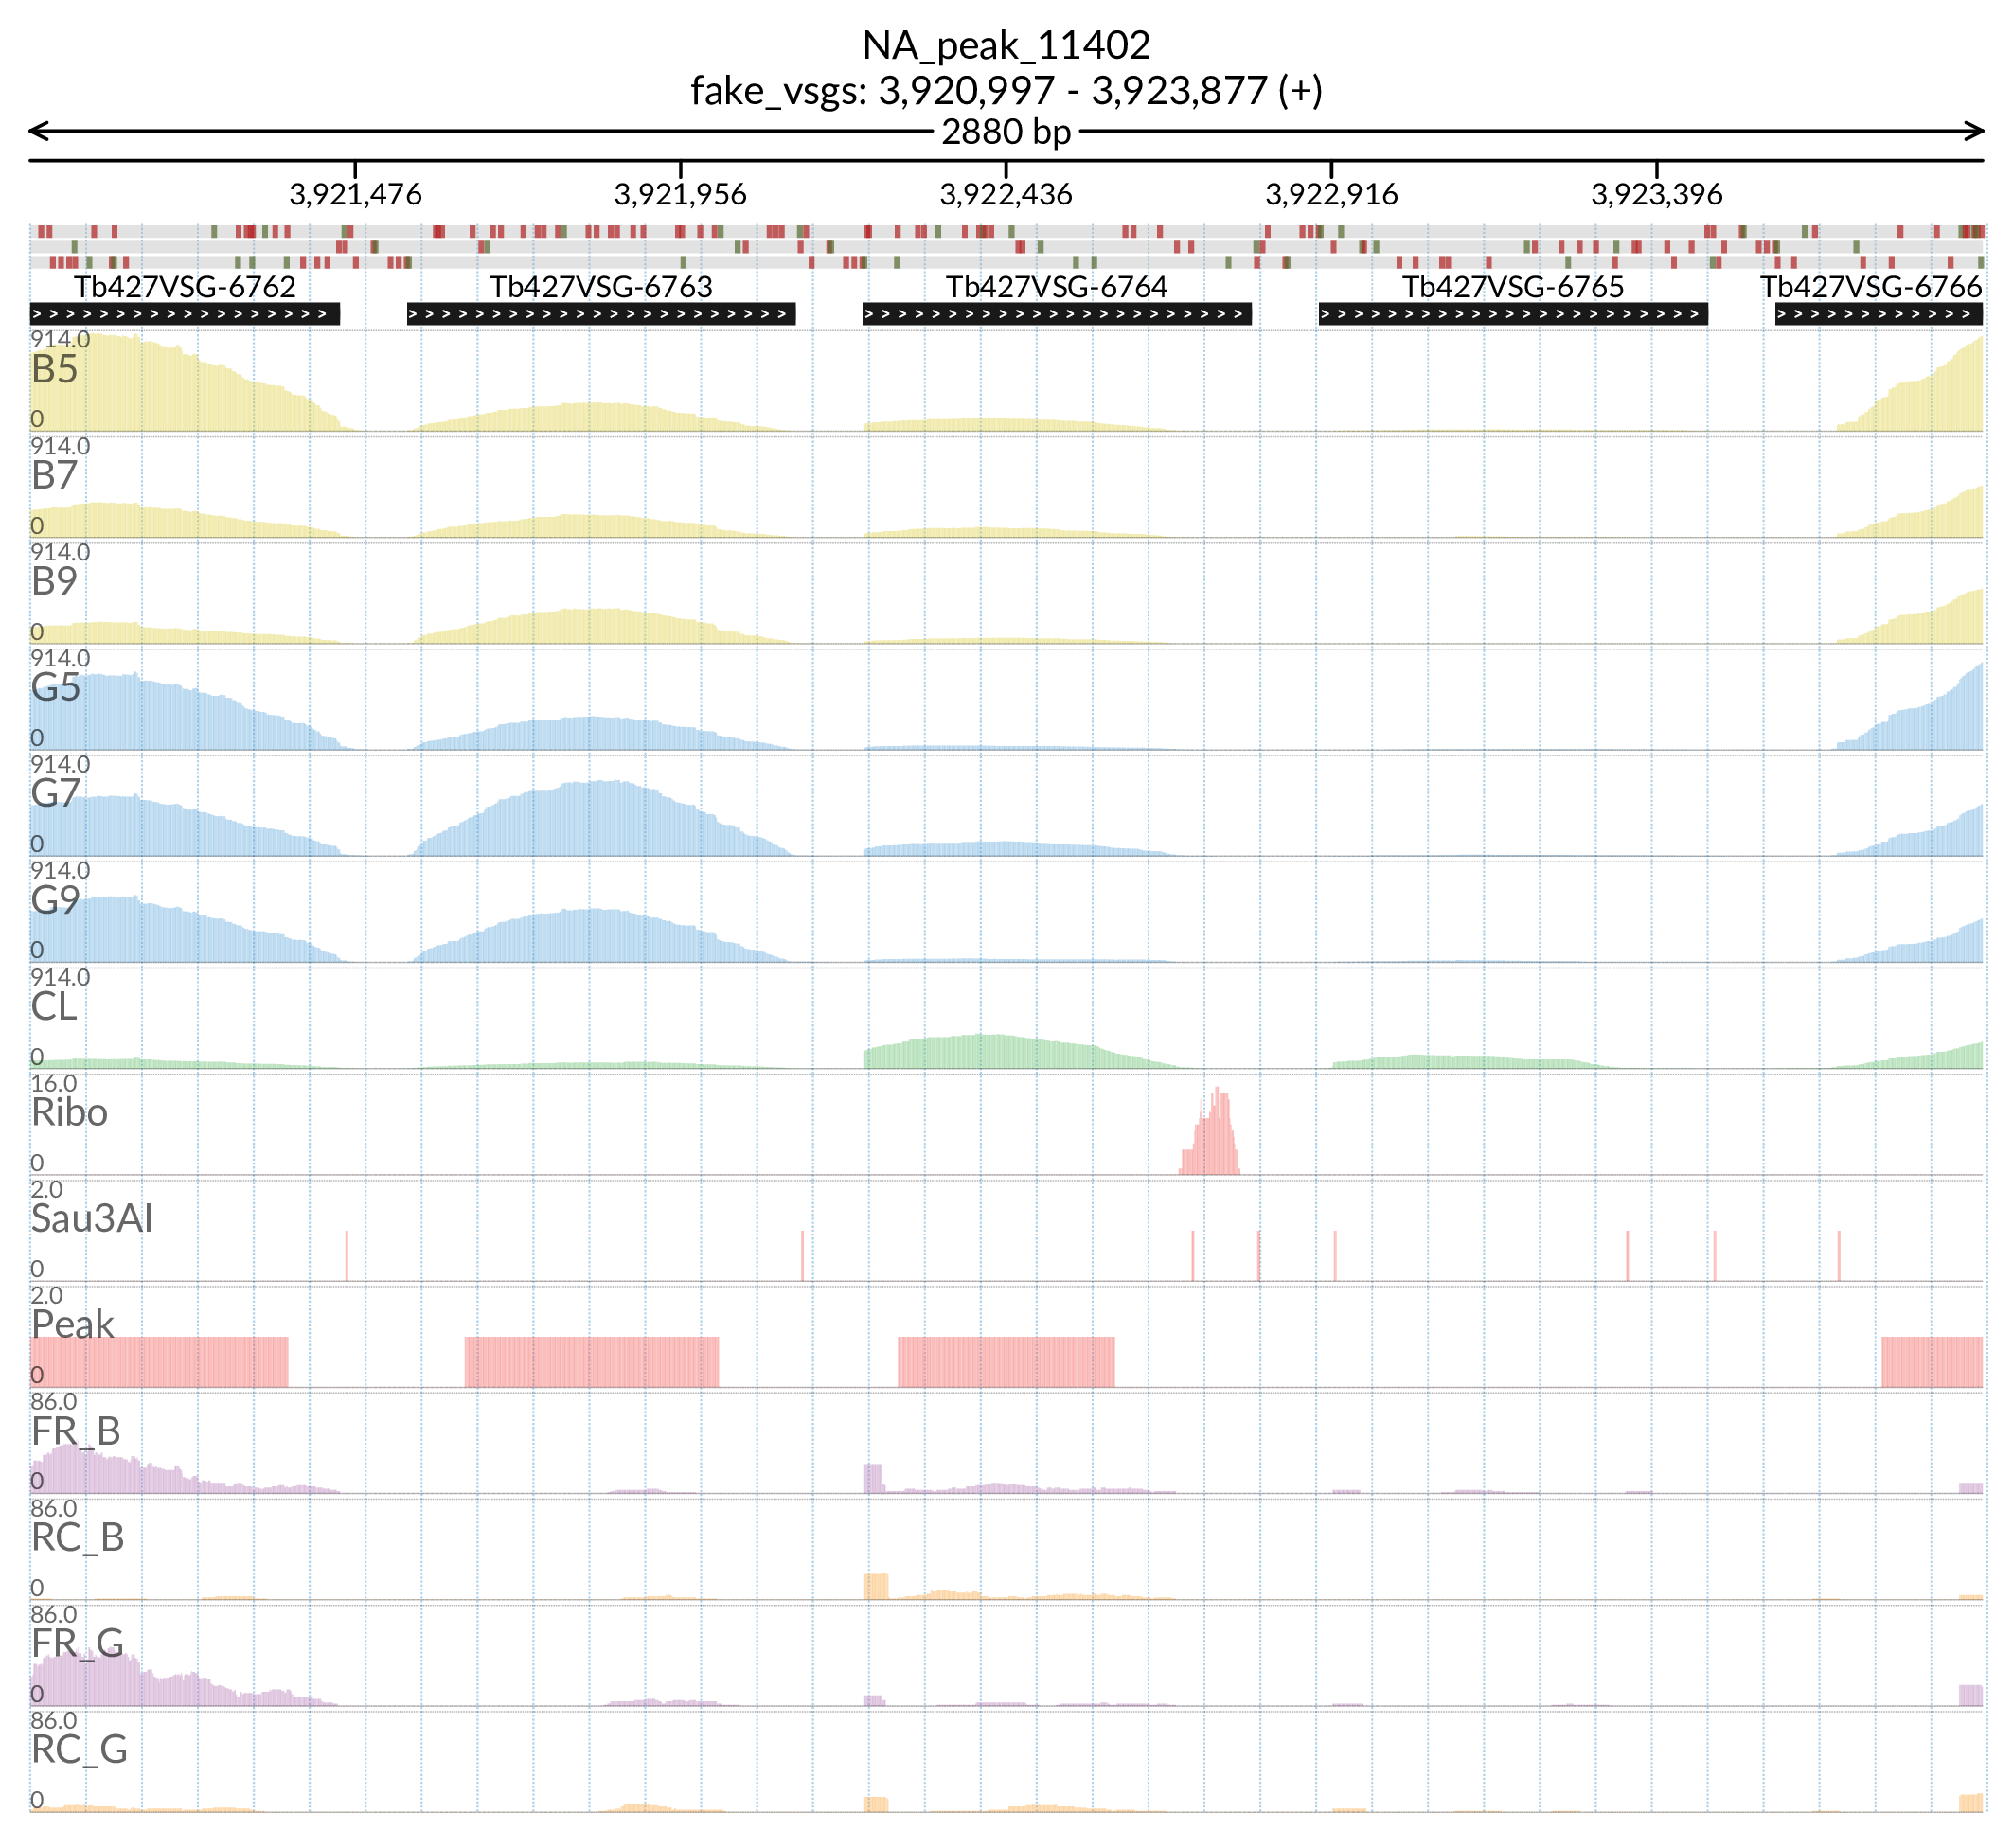 NA_peak_11402
fake_vsgs: 3,920,997 - 3,923,877 (+)
2880 bp
3,921,476 3,921,956 3,922,436 3,922,916 3,923,396
Tb427VSG-6762 Tb427VSG-6763 Tb427VSG-6764 Tb427VSG-6765 Tb427VSG-6766
914.0
B5
0
914.0
B7
0
914.0
B9
0
914.0
G5
0
914.0
G7
0
914.0
G9
0
914.0
CL
0
16.0
Ribo
0
2.0
Sau3AI
0
2.0
Peak
0
86.0
FR_B
0
86.0
RC_B
0
86.0
FR_G
0
86.0
RC_G
0